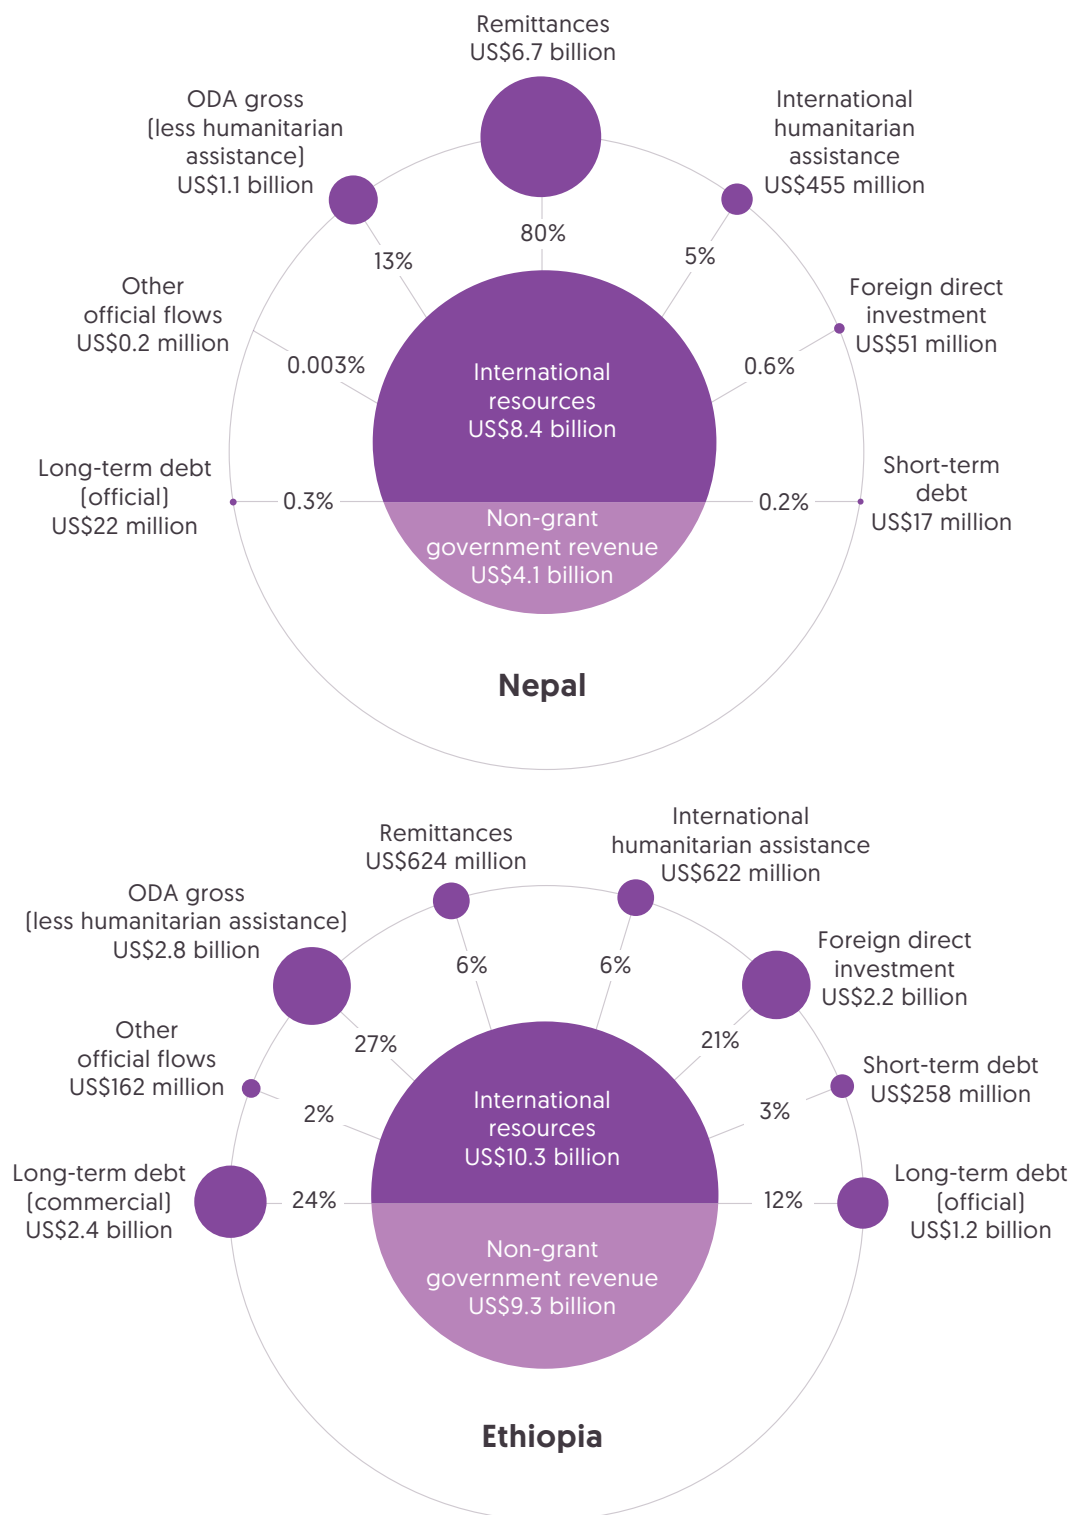 Remittances
US$6.7 billion
ODA gross
(less humanitarian
assistance)
US$1.1 billion
International
humanitarian
assistance
US$455 million
80%
13%
5%
Other
official flows
US$0.2 million
Foreign direct
investment
US$51 million
0.003%
0.6%
International
resources
US$8.4 billion
Long-term debt
(official)
US$22 million
Short-term
debt
US$17 million
0.3%
0.2%
Non-grant
government revenue
US$4.1 billion
Nepal
Remittances
US$624 million
International
humanitarian assistance
US$622 million
ODA gross
(less humanitarian assistance)
US$2.8 billion
Foreign direct
investment
US$2.2 billion
6%
6%
27%
21%
Other
official flows
US$162 million
Short-term debt
US$258 million
2%
3%
International
resources
US$10.3 billion
Long-term debt
(commercial)
US$2.4 billion
Long-term debt
(official)
US$1.2 billion
24%
12%
Non-grant
government revenue
US$9.3 billion
Ethiopia